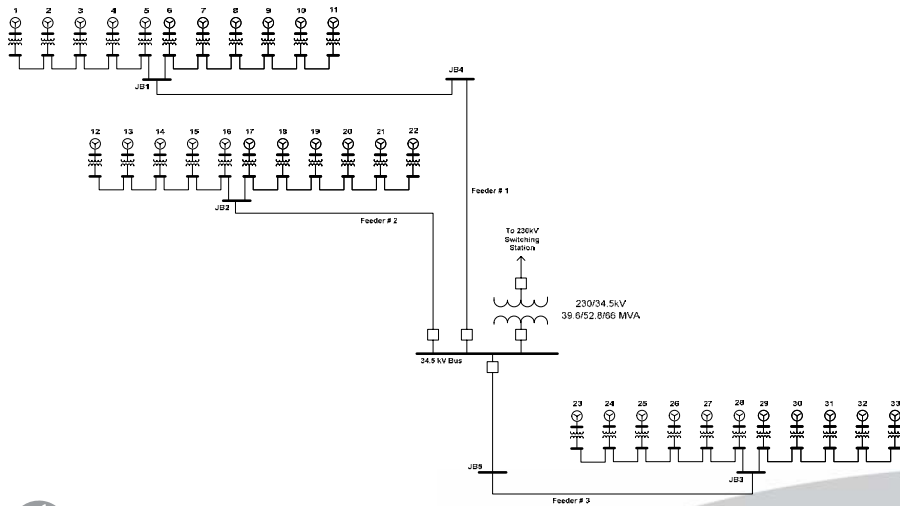 1 2 3 4 5 6 7 8 9 10 11
JB4
JB1
12 13 14 15 16 17 18 19 20 21 22
Feeder # 1
JB2
Feeder # 2
To 230kV
Switching
Station
230/34.5kV
39.6/52.8/66 MVA
34.5 kV Bus
23 24 25 26 27 28 29 30 31 32 33
JB5
JB3
Feeder # 3